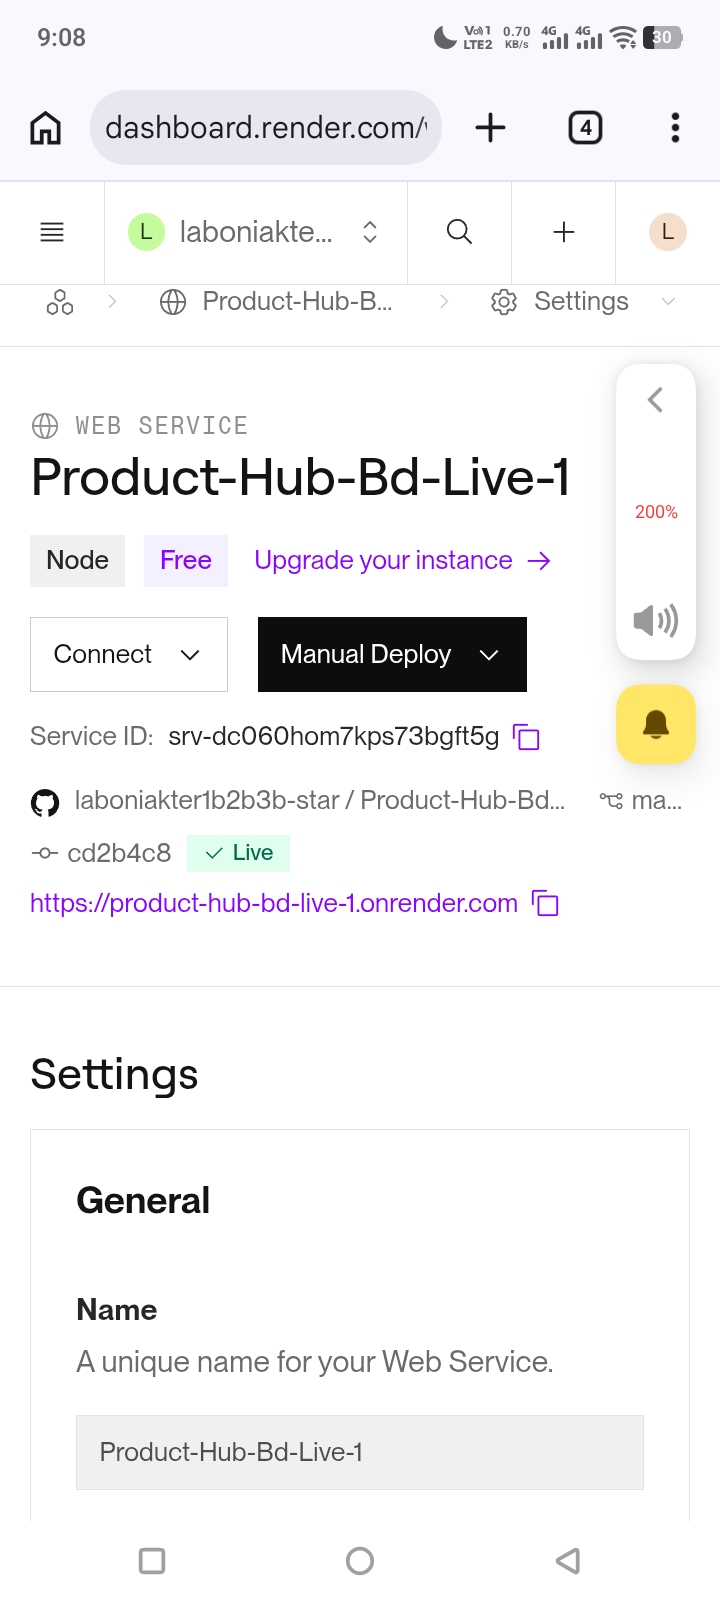 9:08
Vo 1 LTE2 0.70 KB/s 4G 4G 30
dashboard.render.com/
4
L laboniakte... L
Product-Hub-B... Settings
WEB SERVICE
Product-Hub-Bd-Live-1
200%
Node Free Upgrade your instance →
Connect Manual Deploy
Service ID: srv-dc060hom7kps73bgft5g
laboniakter1b2b3b-star / Product-Hub-Bd... ma...
cd2b4c8 Live
https://product-hub-bd-live-1.onrender.com
Settings
General
Name
A unique name for your Web Service.
Product-Hub-Bd-Live-1